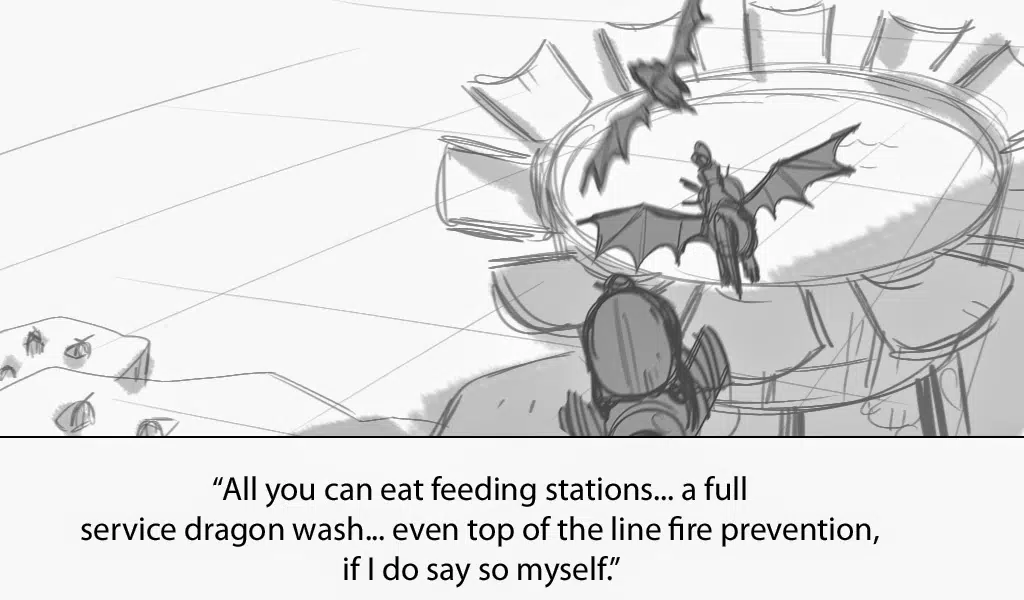 “All you can eat feeding stations... a full
service dragon wash... even top of the line fire prevention,
if I do say so myself.”